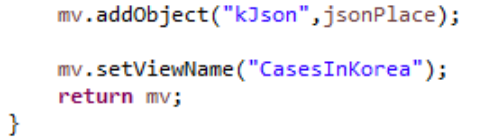 mv.addObject("kJson",jsonPlace);
mv.setViewName("CasesInKorea");
return mv;
}